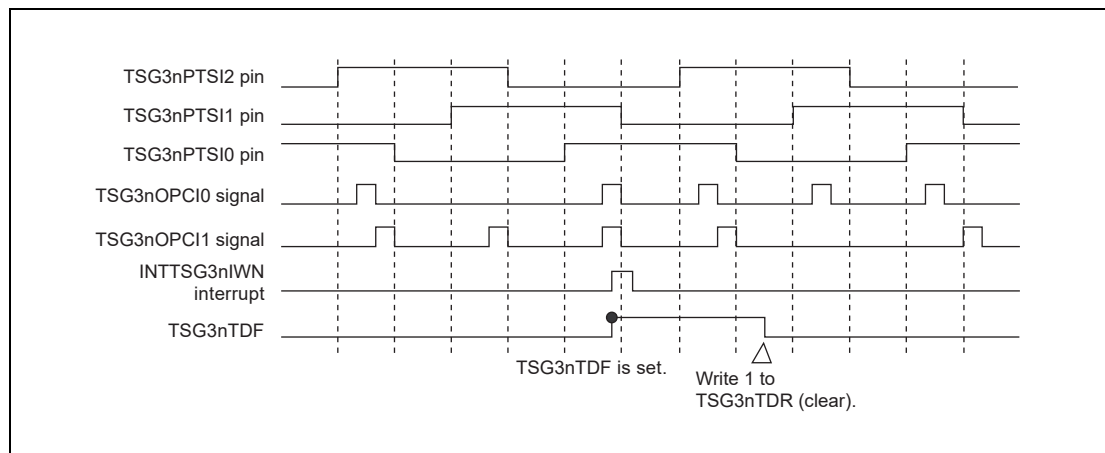 TSG3nPTSI2 pin
TSG3nPTSI1 pin
TSG3nPTSI0 pin
TSG3nOPCI0 signal
TSG3nOPCI1 signal
INTTSG3nIWN
interrupt
TSG3nTDF
TSG3nTDF is set.
Write 1 to
TSG3nTDR (clear).